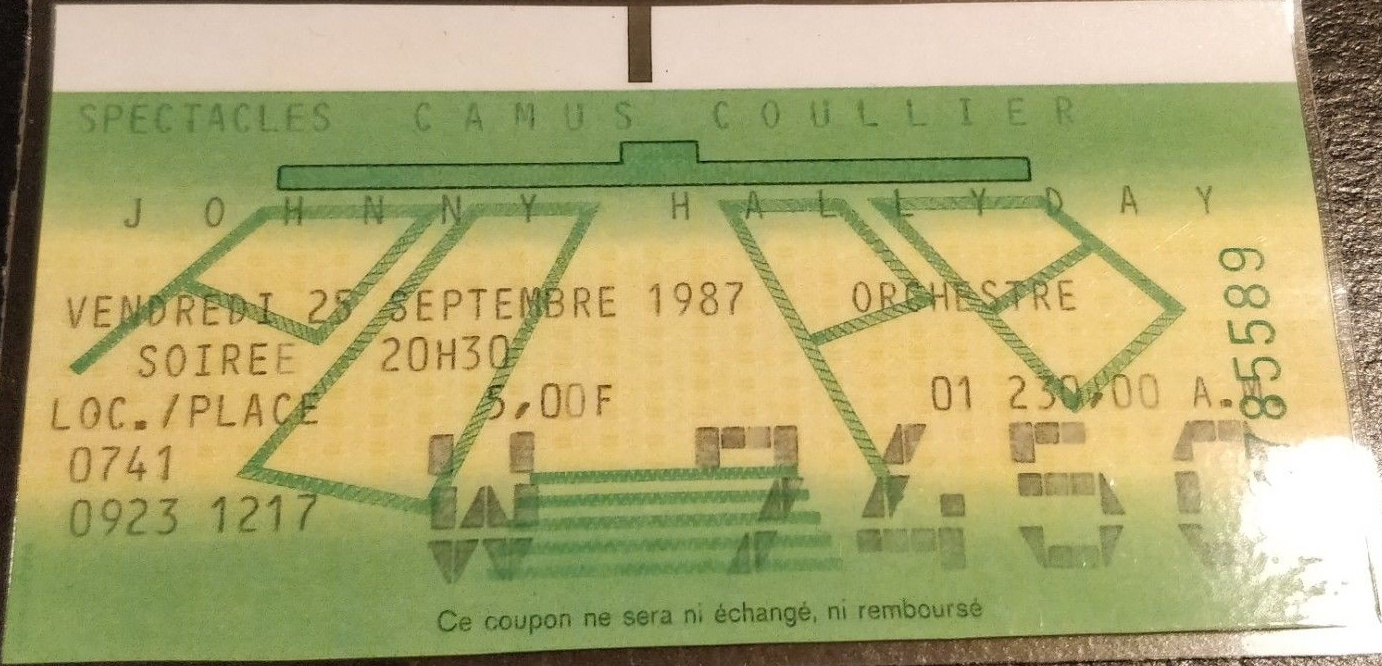 SPECTACLES CAMUS COULLIER
JOHNNY HALLYDAY
VENDREDI 25 SEPTEMBRE 1987 ORCHESTRE
SOIREE 20H30
LOC./PLACE 5,00F 01 230,00 A.
0741
0923 1217
W 7450
785589
Ce coupon ne sera ni échangé, ni remboursé